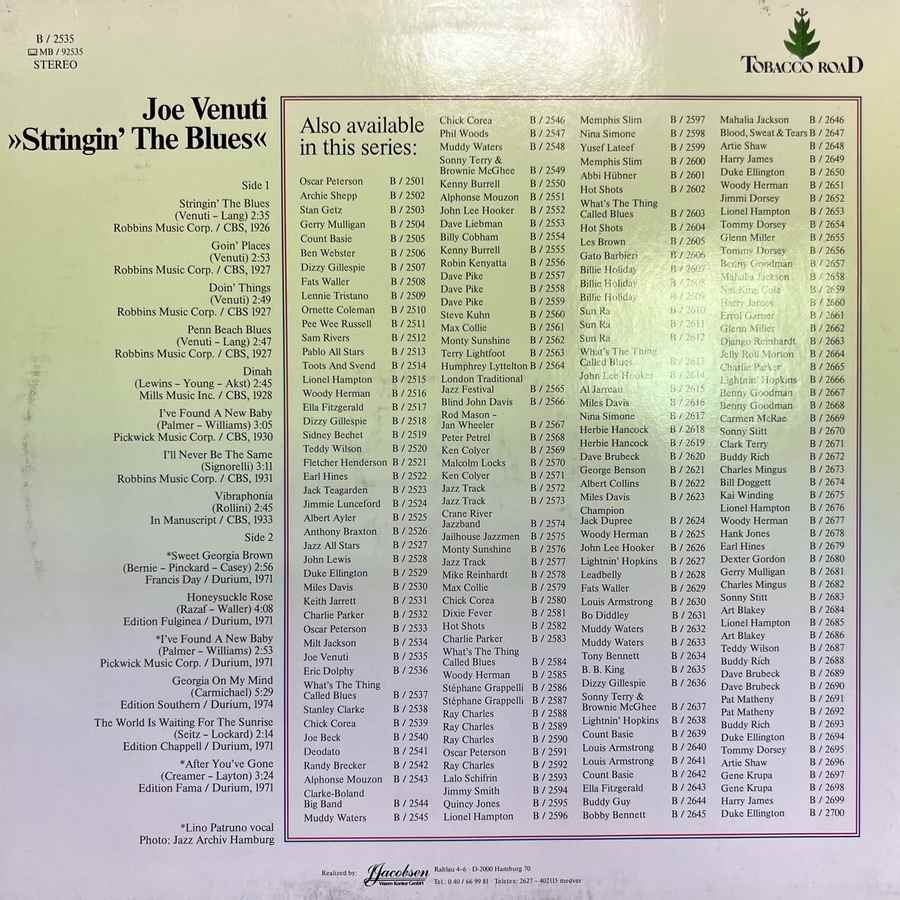 B / 2535
MB / 92535
STEREO
TOBACCO ROAD
Joe Venuti
»Stringin’ The Blues«
Side 1
Stringin’ The Blues
(Venuti – Lang) 2:35
Robbins Music Corp. / CBS, 1926
Goin’ Places
(Venuti) 2:53
Robbins Music Corp. / CBS, 1927
Doin’ Things
(Venuti) 2:49
Robbins Music Corp. / CBS 1927
Penn Beach Blues
(Venuti – Lang) 2:47
Robbins Music Corp. / CBS, 1927
Dinah
(Lewins – Young – Akst) 2:45
Mills Music Inc. / CBS, 1928
I’ve Found A New Baby
(Palmer – Williams) 3:05
Pickwick Music Corp. / CBS, 1930
I’ll Never Be The Same
(Signorelli) 3:11
Robbins Music Corp. / CBS, 1931
Vibraphonia
(Rollini) 2:45
In Manuscript / CBS, 1933
Side 2
*Sweet Georgia Brown
(Bernie – Pinckard – Casey) 2:56
Francis Day / Durium, 1971
Honeysuckle Rose
(Razaf – Waller) 4:08
Edition Fulginea / Durium, 1971
*I’ve Found A New Baby
(Palmer – Williams) 2:53
Pickwick Music Corp. / Durium, 1971
Georgia On My Mind
(Carmichael) 5:29
Edition Southern / Durium, 1974
The World Is Waiting For The Sunrise
(Seitz – Lockard) 2:14
Edition Chappell / Durium, 1971
*After You’ve Gone
(Creamer – Layton) 3:24
Edition Fama / Durium, 1971
*Lino Patruno vocal
Photo: Jazz Archiv Hamburg
Also available
in this series:
Oscar Peterson B / 2501
Archie Shepp B / 2502
Stan Getz B / 2503
Gerry Mulligan B / 2504
Count Basie B / 2505
Ben Webster B / 2506
Dizzy Gillespie B / 2507
Fats Waller B / 2508
Lennie Tristano B / 2509
Ornette Coleman B / 2510
Pee Wee Russell B / 2511
Sam Rivers B / 2512
Pablo All Stars B / 2513
Toots And Svend B / 2514
Lionel Hampton B / 2515
Woody Herman B / 2516
Ella Fitzgerald B / 2517
Dizzy Gillespie B / 2518
Sidney Bechet B / 2519
Teddy Wilson B / 2520
Fletcher Henderson B / 2521
Earl Hines B / 2522
Jack Teagarden B / 2523
Jimmie Lunceford B / 2524
Albert Ayler B / 2525
Anthony Braxton B / 2526
Jazz All Stars B / 2527
John Lewis B / 2528
Duke Ellington B / 2529
Miles Davis B / 2530
Keith Jarrett B / 2531
Charlie Parker B / 2532
Oscar Peterson B / 2533
Milt Jackson B / 2534
Joe Venuti B / 2535
Eric Dolphy B / 2536
What’s The Thing
Called Blues B / 2537
Stanley Clarke B / 2538
Chick Corea B / 2539
Joe Beck B / 2540
Deodato B / 2541
Randy Brecker B / 2542
Alphonse Mouzon B / 2543
Clarke-Boland
Big Band B / 2544
Muddy Waters B / 2545
Chick Corea B / 2546
Phil Woods B / 2547
Muddy Waters B / 2548
Sonny Terry &
Brownie McGhee B / 2549
Kenny Burrell B / 2550
Alphonse Mouzon B / 2551
John Lee Hooker B / 2552
Dave Liebman B / 2553
Billy Cobham B / 2554
Kenny Burrell B / 2555
Robin Kenyatta B / 2556
Dave Pike B / 2557
Dave Pike B / 2558
Dave Pike B / 2559
Steve Kuhn B / 2560
Max Collie B / 2561
Monty Sunshine B / 2562
Terry Lightfoot B / 2563
Humphrey Lyttelton B / 2564
London Traditional
Jazz Festival B / 2565
Blind John Davis B / 2566
Rod Mason –
Jan Wheeler B / 2567
Peter Petrel B / 2568
Ken Colyer B / 2569
Malcolm Locks B / 2570
Ken Colyer B / 2571
Jazz Track B / 2572
Jazz Track B / 2573
Crane River
Jazzband B / 2574
Jailhouse Jazzmen B / 2575
Monty Sunshine B / 2576
Jazz Track B / 2577
Mike Reinhardt B / 2578
Max Collie B / 2579
Chick Corea B / 2580
Dixie Fever B / 2581
Hot Shots B / 2582
Charlie Parker B / 2583
What’s The Thing
Called Blues B / 2584
Woody Herman B / 2585
Stéphane Grappelli B / 2586
Stéphane Grappelli B / 2587
Ray Charles B / 2588
Ray Charles B / 2589
Ray Charles B / 2590
Oscar Peterson B / 2591
Ray Charles B / 2592
Lalo Schifrin B / 2593
Jimmy Smith B / 2594
Quincy Jones B / 2595
Lionel Hampton B / 2596
Memphis Slim B / 2597
Nina Simone B / 2598
Yusef Lateef B / 2599
Memphis Slim B / 2600
Abbi Hübner B / 2601
Hot Shots B / 2602
What’s The Thing
Called Blues B / 2603
Hot Shots B / 2604
Les Brown B / 2605
Gato Barbieri B / 2606
Billie Holiday B / 2607
Billie Holiday B / 2608
Billie Holiday B / 2609
Sun Ra B / 2610
Sun Ra B / 2611
Sun Ra B / 2612
What’s The Thing
Called Blues B / 2613
John Lee Hooker B / 2614
Al Jarreau B / 2615
Miles Davis B / 2616
Nina Simone B / 2617
Herbie Hancock B / 2618
Herbie Hancock B / 2619
Dave Brubeck B / 2620
George Benson B / 2621
Albert Collins B / 2622
Miles Davis B / 2623
Champion
Jack Dupree B / 2624
Woody Herman B / 2625
John Lee Hooker B / 2626
Lightnin’ Hopkins B / 2627
Leadbelly B / 2628
Fats Waller B / 2629
Louis Armstrong B / 2630
Bo Diddley B / 2631
Muddy Waters B / 2632
Muddy Waters B / 2633
Tony Bennett B / 2634
B. B. King B / 2635
Dizzy Gillespie B / 2636
Sonny Terry &
Brownie McGhee B / 2637
Lightnin’ Hopkins B / 2638
Count Basie B / 2639
Louis Armstrong B / 2640
Louis Armstrong B / 2641
Count Basie B / 2642
Ella Fitzgerald B / 2643
Buddy Guy B / 2644
Bobby Bennett B / 2645
Mahalia Jackson B / 2646
Blood, Sweat & Tears B / 2647
Artie Shaw B / 2648
Harry James B / 2649
Duke Ellington B / 2650
Woody Herman B / 2651
Jimmi Dorsey B / 2652
Lionel Hampton B / 2653
Tommy Dorsey B / 2654
Glenn Miller B / 2655
Tommy Dorsey B / 2656
Benny Goodman B / 2657
Mahalia Jackson B / 2658
Nat King Cole B / 2659
Harry James B / 2660
Errol Garner B / 2661
Glenn Miller B / 2662
Django Reinhardt B / 2663
Jelly Roll Morton B / 2664
Charlie Parker B / 2665
Lightnin’ Hopkins B / 2666
Benny Goodman B / 2667
Benny Goodman B / 2668
Carmen McRae B / 2669
Sonny Stitt B / 2670
Clark Terry B / 2671
Buddy Rich B / 2672
Charles Mingus B / 2673
Bill Doggett B / 2674
Kai Winding B / 2675
Lionel Hampton B / 2676
Woody Herman B / 2677
Hank Jones B / 2678
Earl Hines B / 2679
Dexter Gordon B / 2680
Gerry Mulligan B / 2681
Charles Mingus B / 2682
Sonny Stitt B / 2683
Art Blakey B / 2684
Lionel Hampton B / 2685
Art Blakey B / 2686
Teddy Wilson B / 2687
Buddy Rich B / 2688
Dave Brubeck B / 2689
Dave Brubeck B / 2690
Pat Matheny B / 2691
Pat Matheny B / 2692
Buddy Rich B / 2693
Duke Ellington B / 2694
Tommy Dorsey B / 2695
Artie Shaw B / 2696
Gene Krupa B / 2697
Gene Krupa B / 2698
Harry James B / 2699
Duke Ellington B / 2700
Realized by: Jacobsen
Waren Kontor GmbH
Rahlau 4-6 · D-2000 Hamburg 70
Tel.: 0 40 / 66 99 81 · Teletex: 2627 – 402115 mrøver